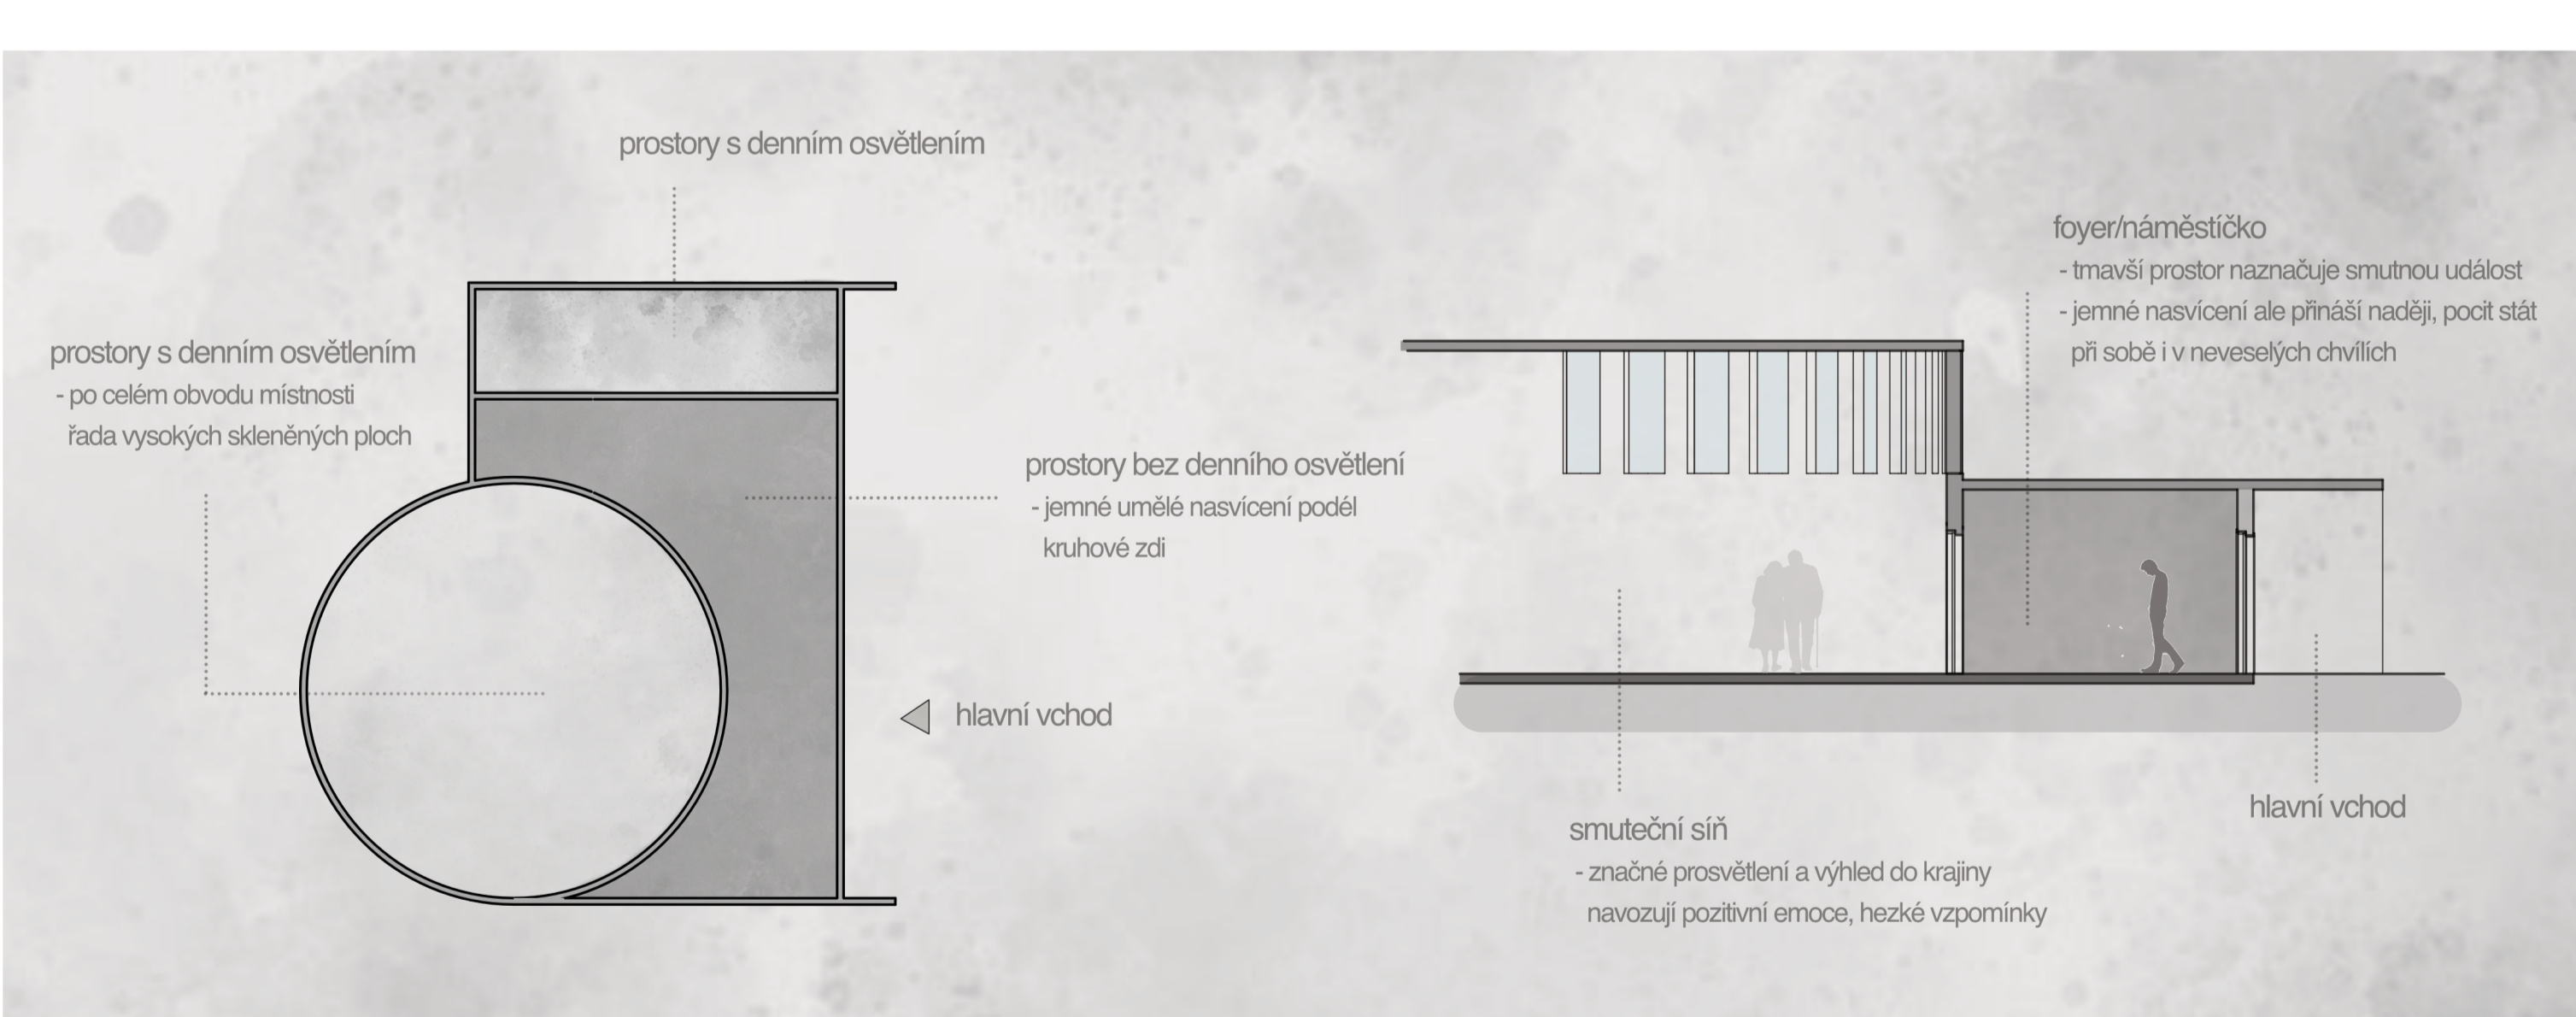 prostory s denním osvětlením
prostory s denním osvětlením
- po celém obvodu místnosti
řada vysokých skleněných ploch
prostory bez denního osvětlení
- jemné umělé nasvícení podél
kruhové zdi
hlavní vchod
foyer/náměstíčko
- tmavší prostor naznačuje smutnou událost
- jemné nasvícení ale přináší naději, pocit stát
při sobě i v neveselých chvílích
smuteční síň
- značné prosvětlení a výhled do krajiny
navozují pozitivní emoce, hezké vzpomínky
hlavní vchod